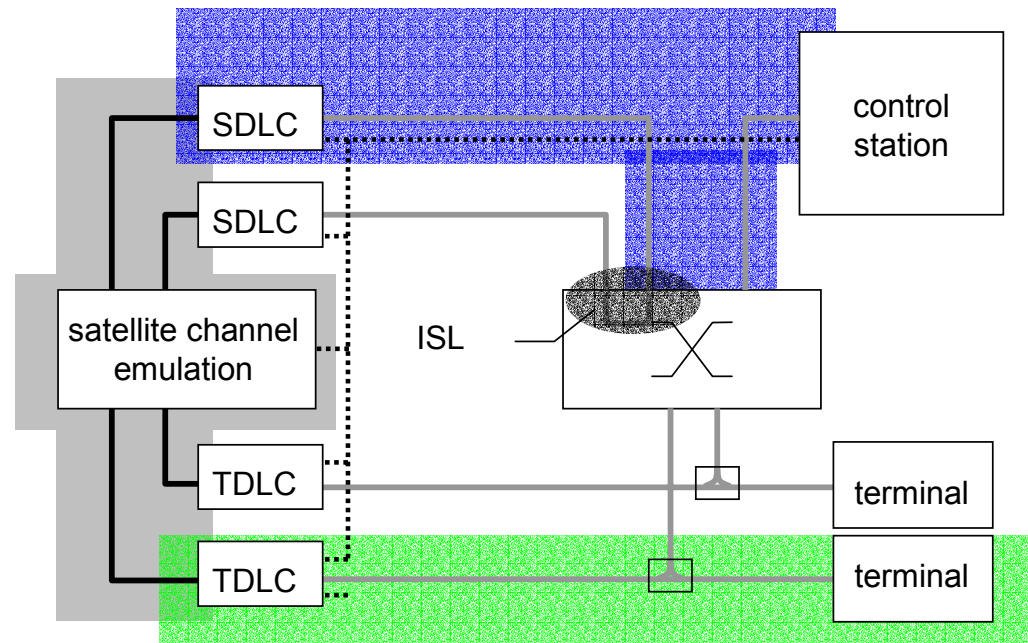 SDLC
control
station
SDLC
satellite channel
emulation
ISL
TDLC
terminal
TDLC
terminal